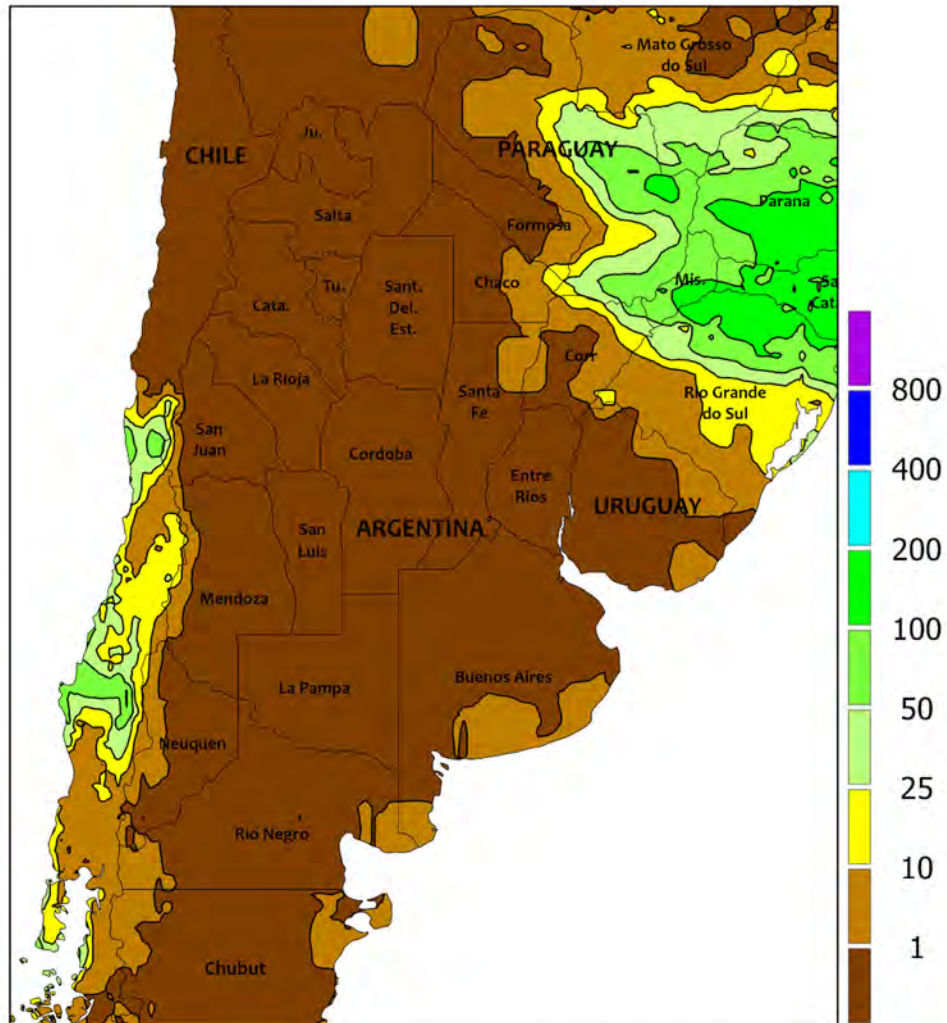 Mato Grosso
do Sul
Ju.
CHILE
PARAGUAY
Parana
Salta
Formosa
Cata.
Tu.
Sant.
Del.
Est.
Chaco
Mis.
Sa
Cat.
La Rioja
Corr
800
Santa
Fe
Rio Grande
do Sul
San
Juan
Cordoba
400
Entre
Rios
URUGUAY
San
Luis
ARGENTINA
200
Mendoza
100
La Pampa
Buenos Aires
50
Neuquen
25
Rio Negro
10
1
Chubut